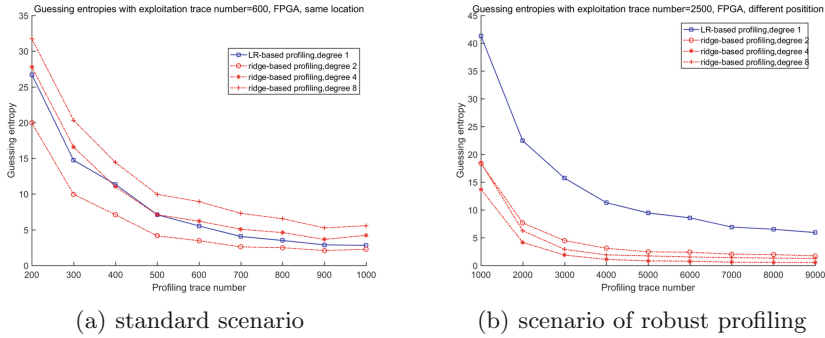 Guessing entropies with exploitation trace number=600, FPGA, same location
35
30
25
20
15
10
5
0
Guessing entropy
LR-based profiling,degree 1
ridge-based profiling,degree 2
ridge-based profiling,degree 4
ridge-based profiling,degree 8
200 300 400 500 600 700 800 900 1000
Profiling trace number
(a) standard scenario
Guessing entropies with exploitation trace number=2500, FPGA, different positition
45
40
35
30
25
20
15
10
5
0
Guessing entropy
LR-based profiling,degree 1
ridge-based profiling,degree 2
ridge-based profiling,degree 4
ridge-based profiling,degree 8
1000 2000 3000 4000 5000 6000 7000 8000 9000
Profiling trace number
(b) scenario of robust profiling